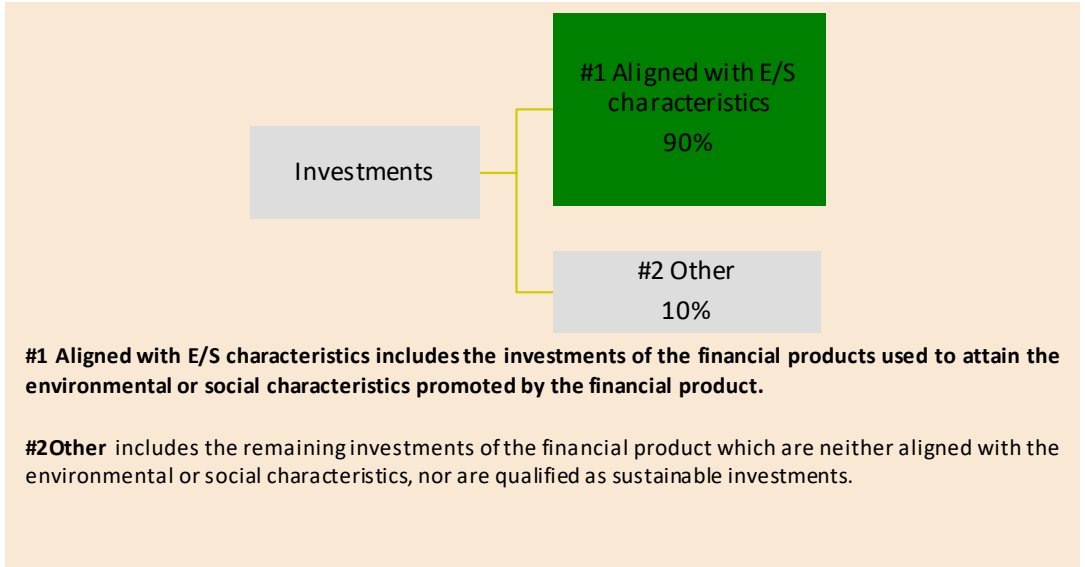 #1 Aligned with E/S
characteristics
90%
Investments
#2 Other
10%
#1 Aligned with E/S characteristics includes the investments of the financial products used to attain the
environmental or social characteristics promoted by the financial product.
#2Other includes the remaining investments of the financial product which are neither aligned with the
environmental or social characteristics, nor are qualified as sustainable investments.